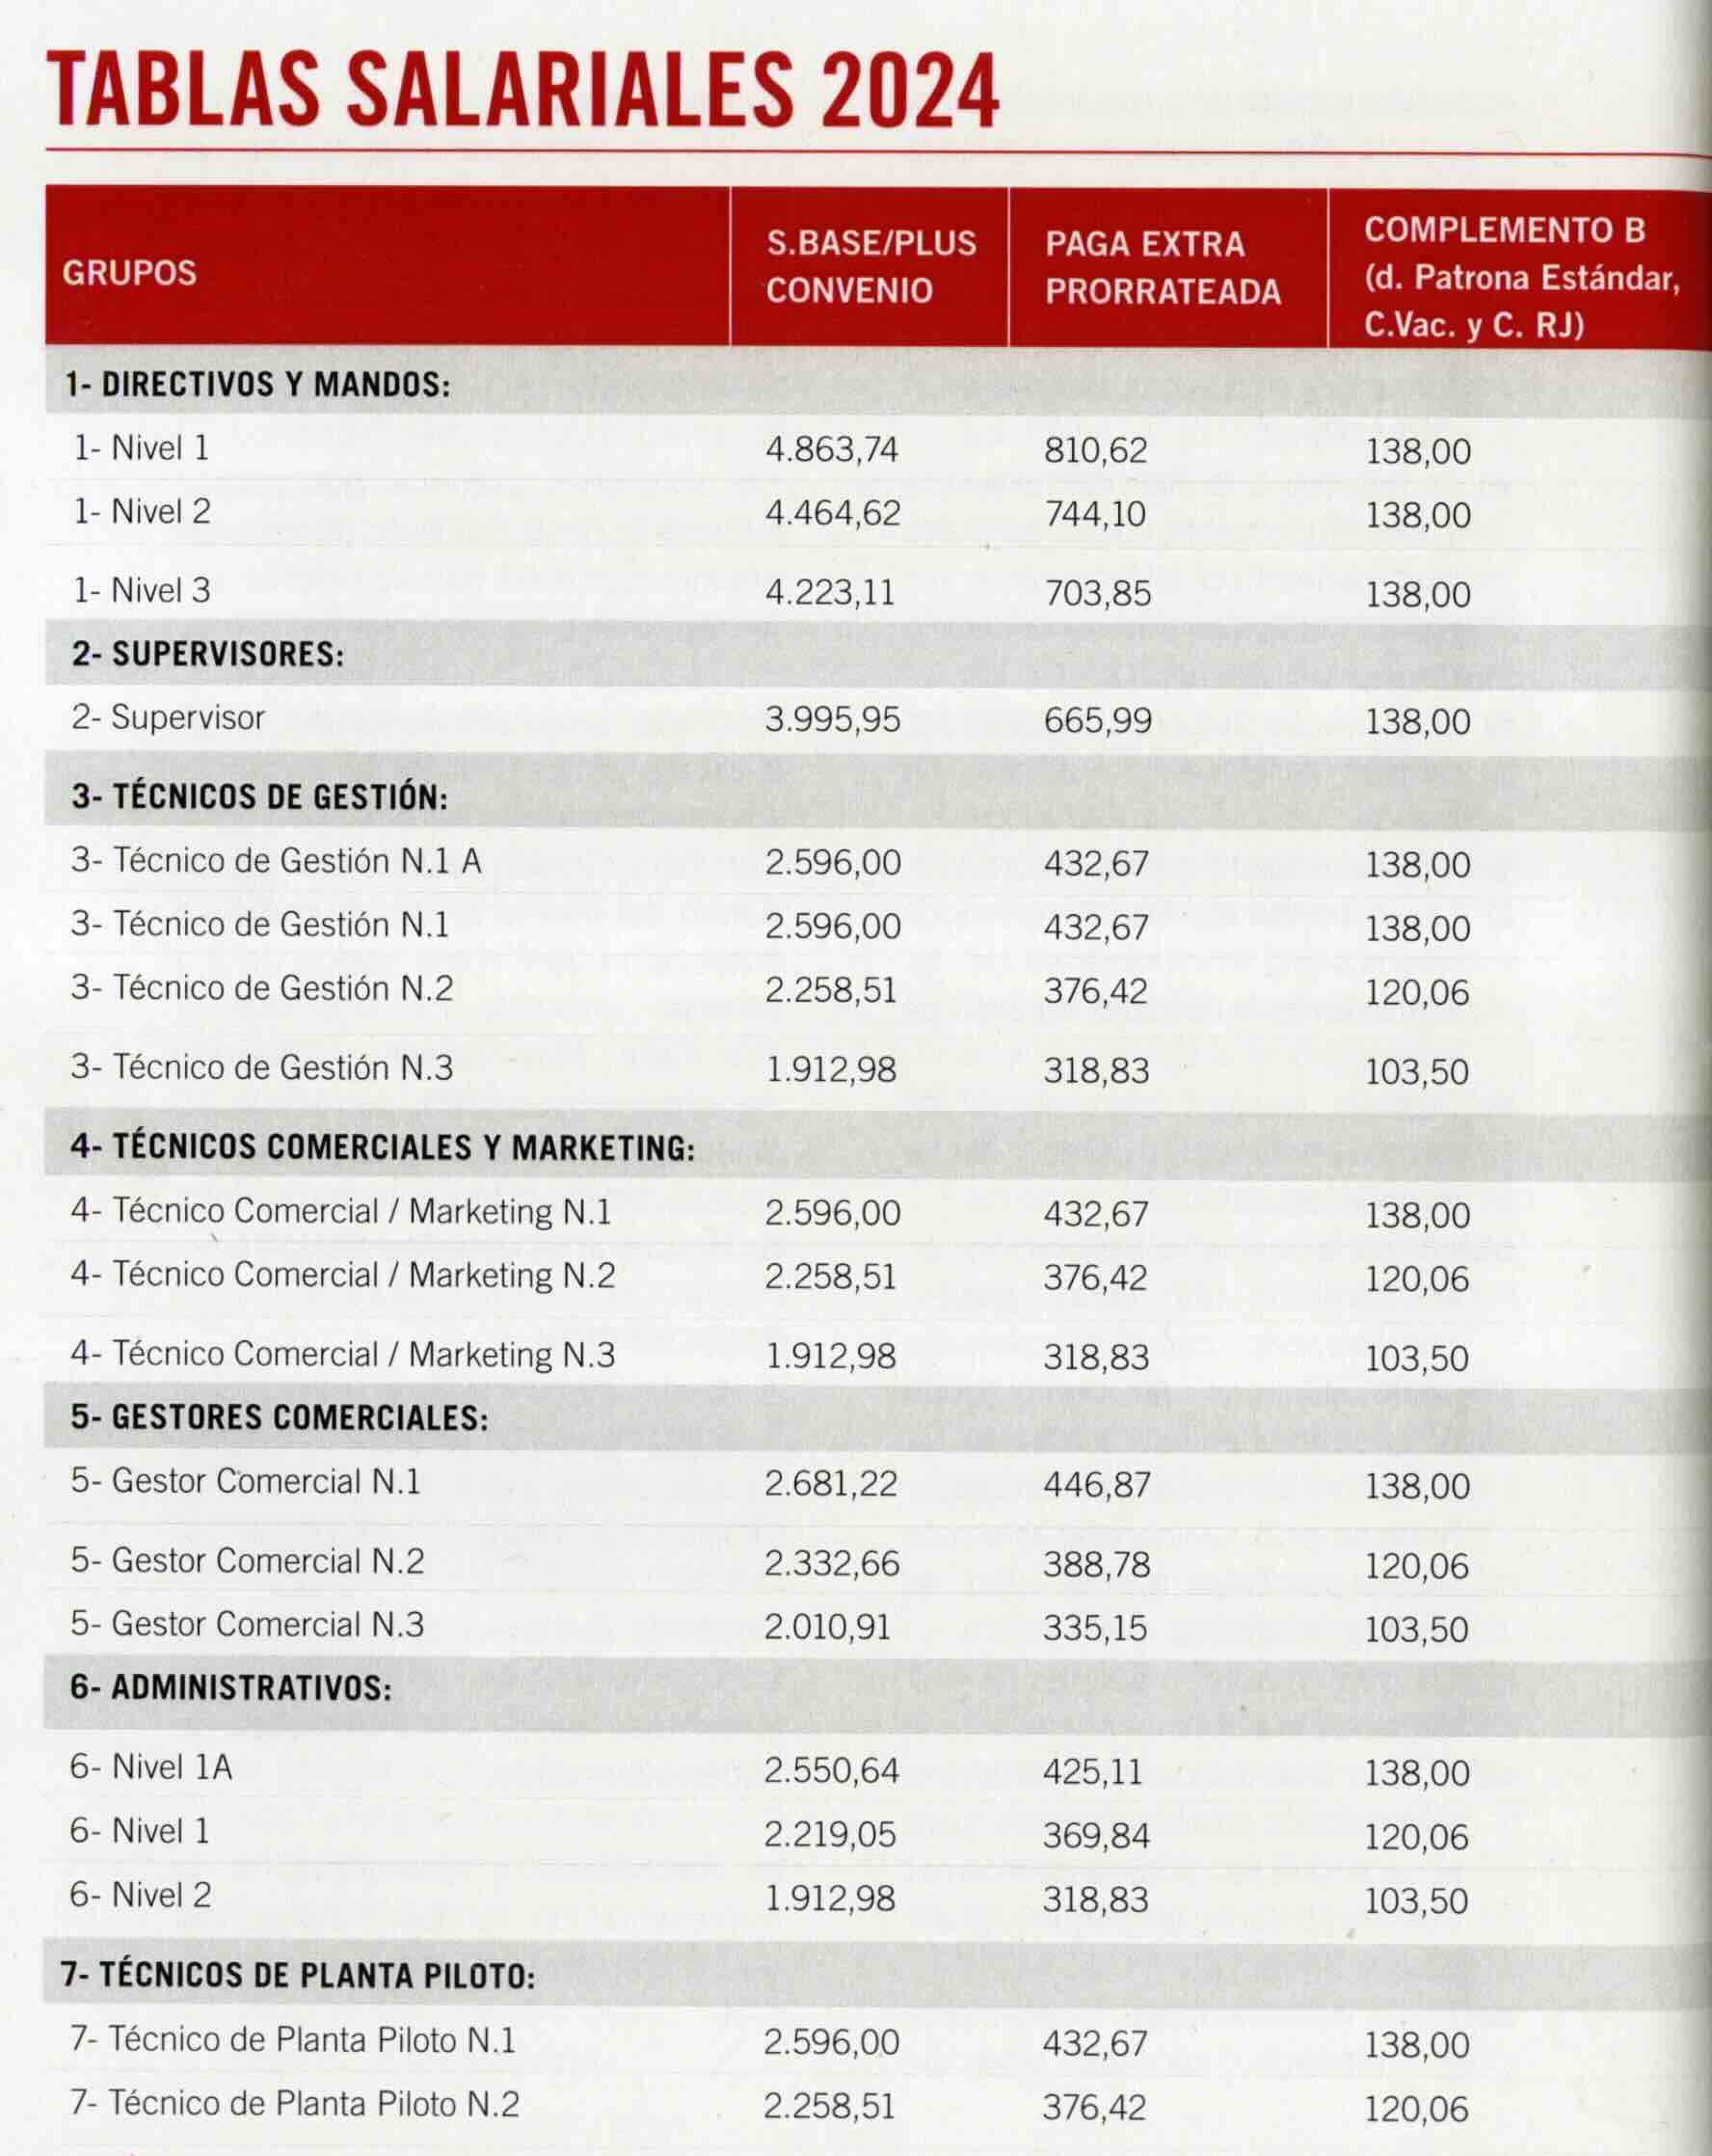 TABLAS SALARIALES 2024
GRUPOS
S.BASE/PLUS
CONVENIO
PAGA EXTRA
PRORRATEADA
COMPLEMENTO B
(d. Patrona Estándar,
C.Vac. y C. RJ)
1- DIRECTIVOS Y MANDOS:
1- Nivel 1 4.863,74 810,62 138,00
1- Nivel 2 4.464,62 744,10 138,00
1- Nivel 3 4.223,11 703,85 138,00
2- SUPERVISORES:
2- Supervisor 3.995,95 665,99 138,00
3- TÉCNICOS DE GESTIÓN:
3- Técnico de Gestión N.1 A 2.596,00 432,67 138,00
3- Técnico de Gestión N.1 2.596,00 432,67 138,00
3- Técnico de Gestión N.2 2.258,51 376,42 120,06
3- Técnico de Gestión N.3 1.912,98 318,83 103,50
4- TÉCNICOS COMERCIALES Y MARKETING:
4- Técnico Comercial / Marketing N.1 2.596,00 432,67 138,00
4- Técnico Comercial / Marketing N.2 2.258,51 376,42 120,06
4- Técnico Comercial / Marketing N.3 1.912,98 318,83 103,50
5- GESTORES COMERCIALES:
5- Gestor Comercial N.1 2.681,22 446,87 138,00
5- Gestor Comercial N.2 2.332,66 388,78 120,06
5- Gestor Comercial N.3 2.010,91 335,15 103,50
6- ADMINISTRATIVOS:
6- Nivel 1A 2.550,64 425,11 138,00
6- Nivel 1 2.219,05 369,84 120,06
6- Nivel 2 1.912,98 318,83 103,50
7- TÉCNICOS DE PLANTA PILOTO:
7- Técnico de Planta Piloto N.1 2.596,00 432,67 138,00
7- Técnico de Planta Piloto N.2 2.258,51 376,42 120,06